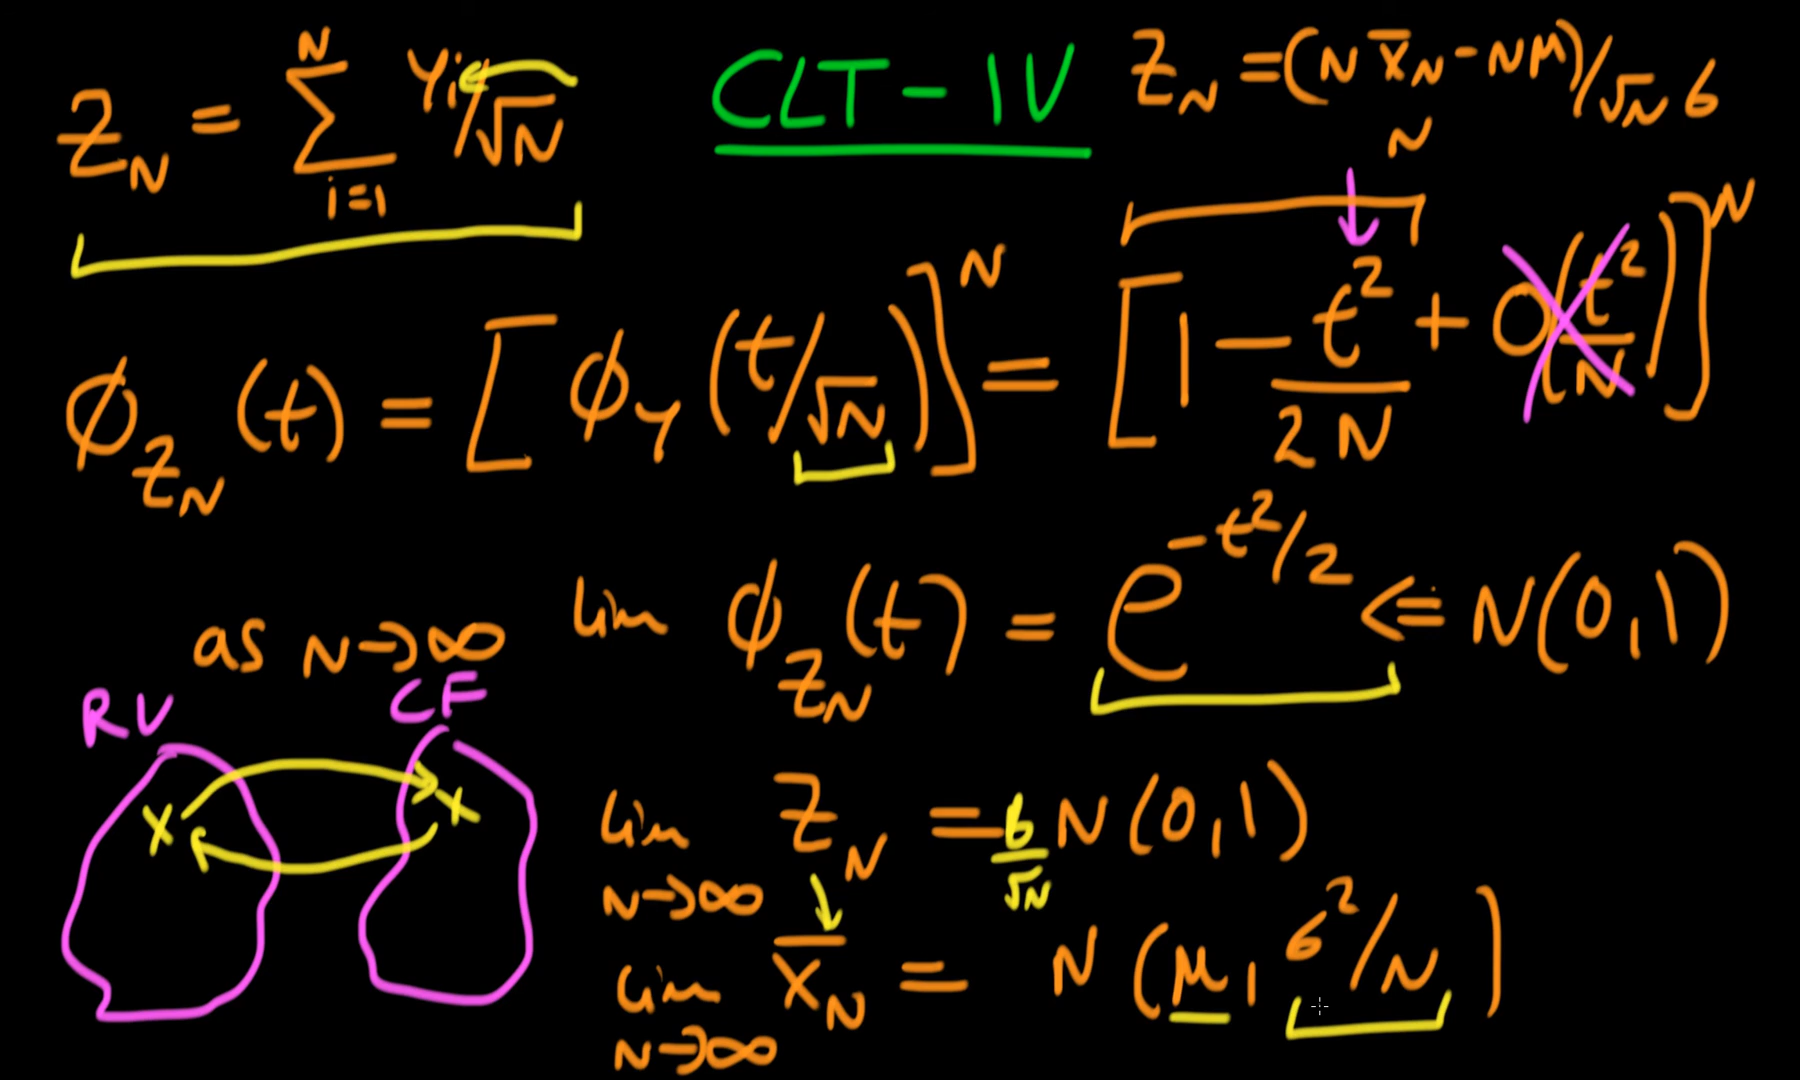 Z_N = ∑_{i=1}^{N} Y_i/√N
CLT - IV
Z_N = (N X̄_N - Nμ)/√N σ
N
ϕ_{Z_N}(t) = [ϕ_Y(t/√N)]^N = [1 - t²/2N + O(t²/N)]^N
as N→∞ lim ϕ_{Z_N}(t) = e^{-t²/2} ⇐ N(0,1)
RV CF
X X
lim_{N→∞} Z_N = σ/√N N(0,1)
lim_{N→∞} X̄_N = N(μ, σ²/N)